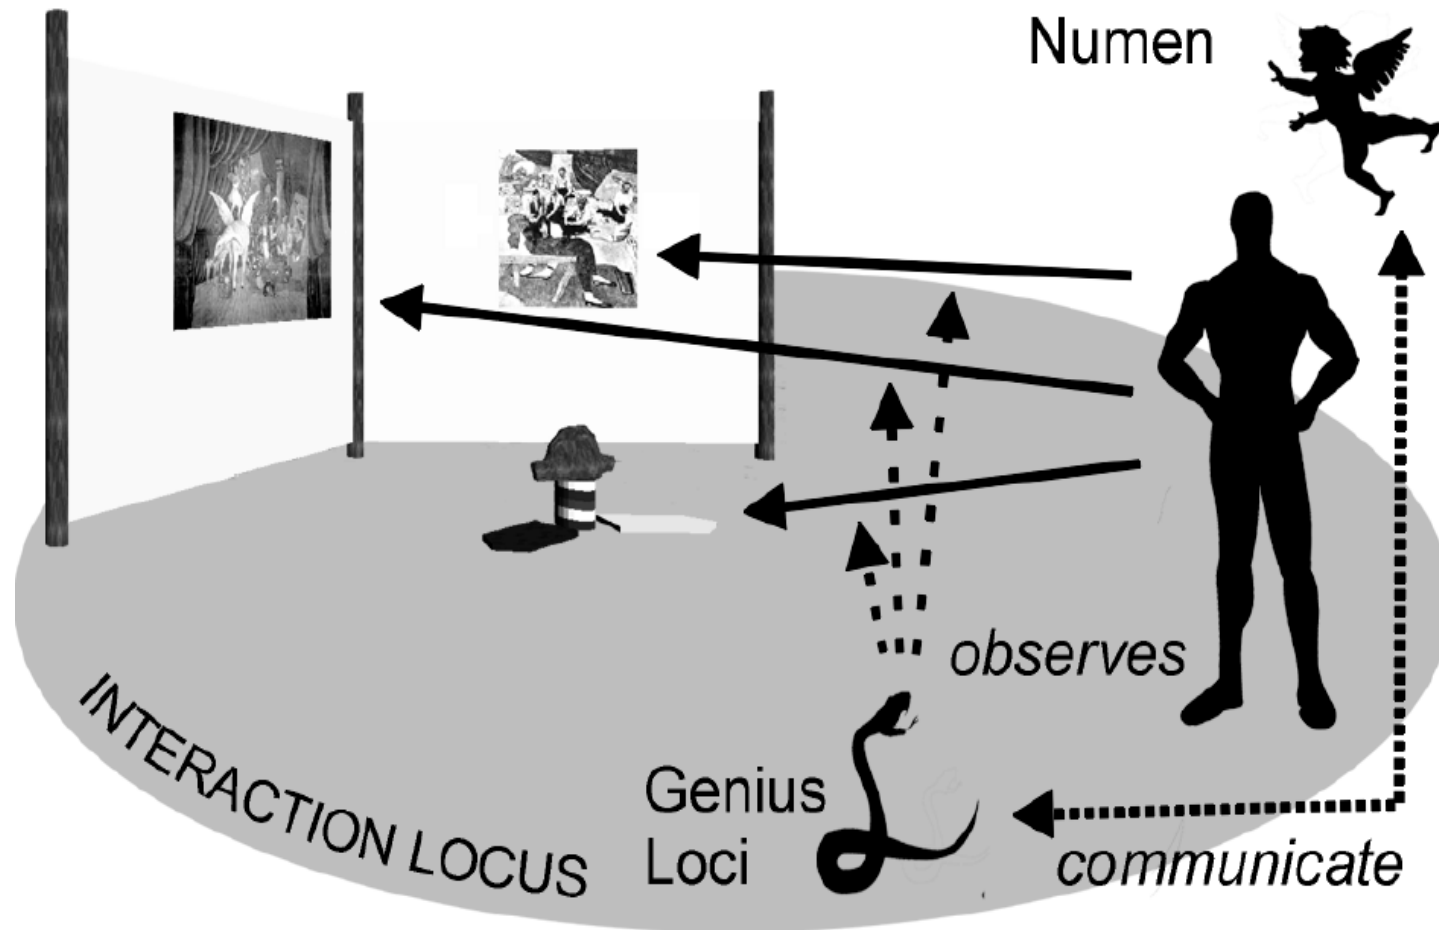 Numen
observes
Genius
Loci
communicate
INTERACTION LOCUS